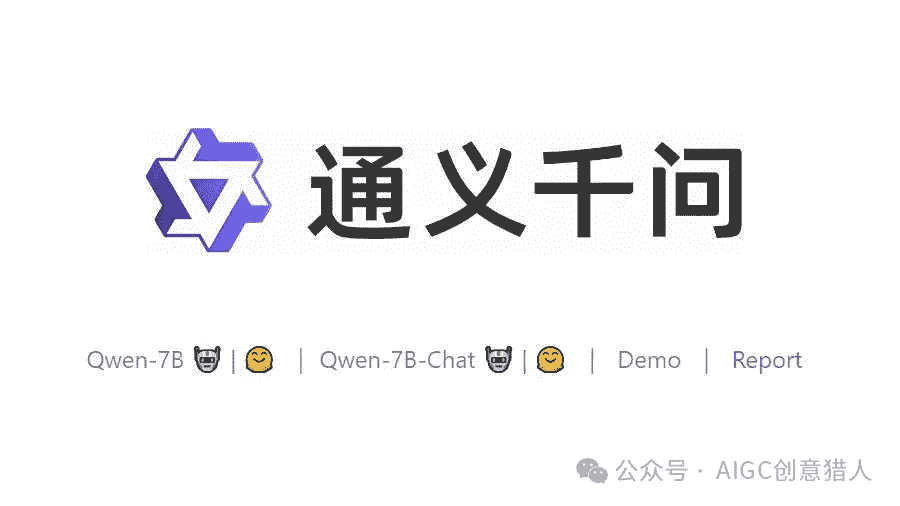 通义千问
Qwen-7B 🤖 | 🤗 | Qwen-7B-Chat 🤖 | 🤗 | Demo | Report
公众号 · AIGC创意猎人